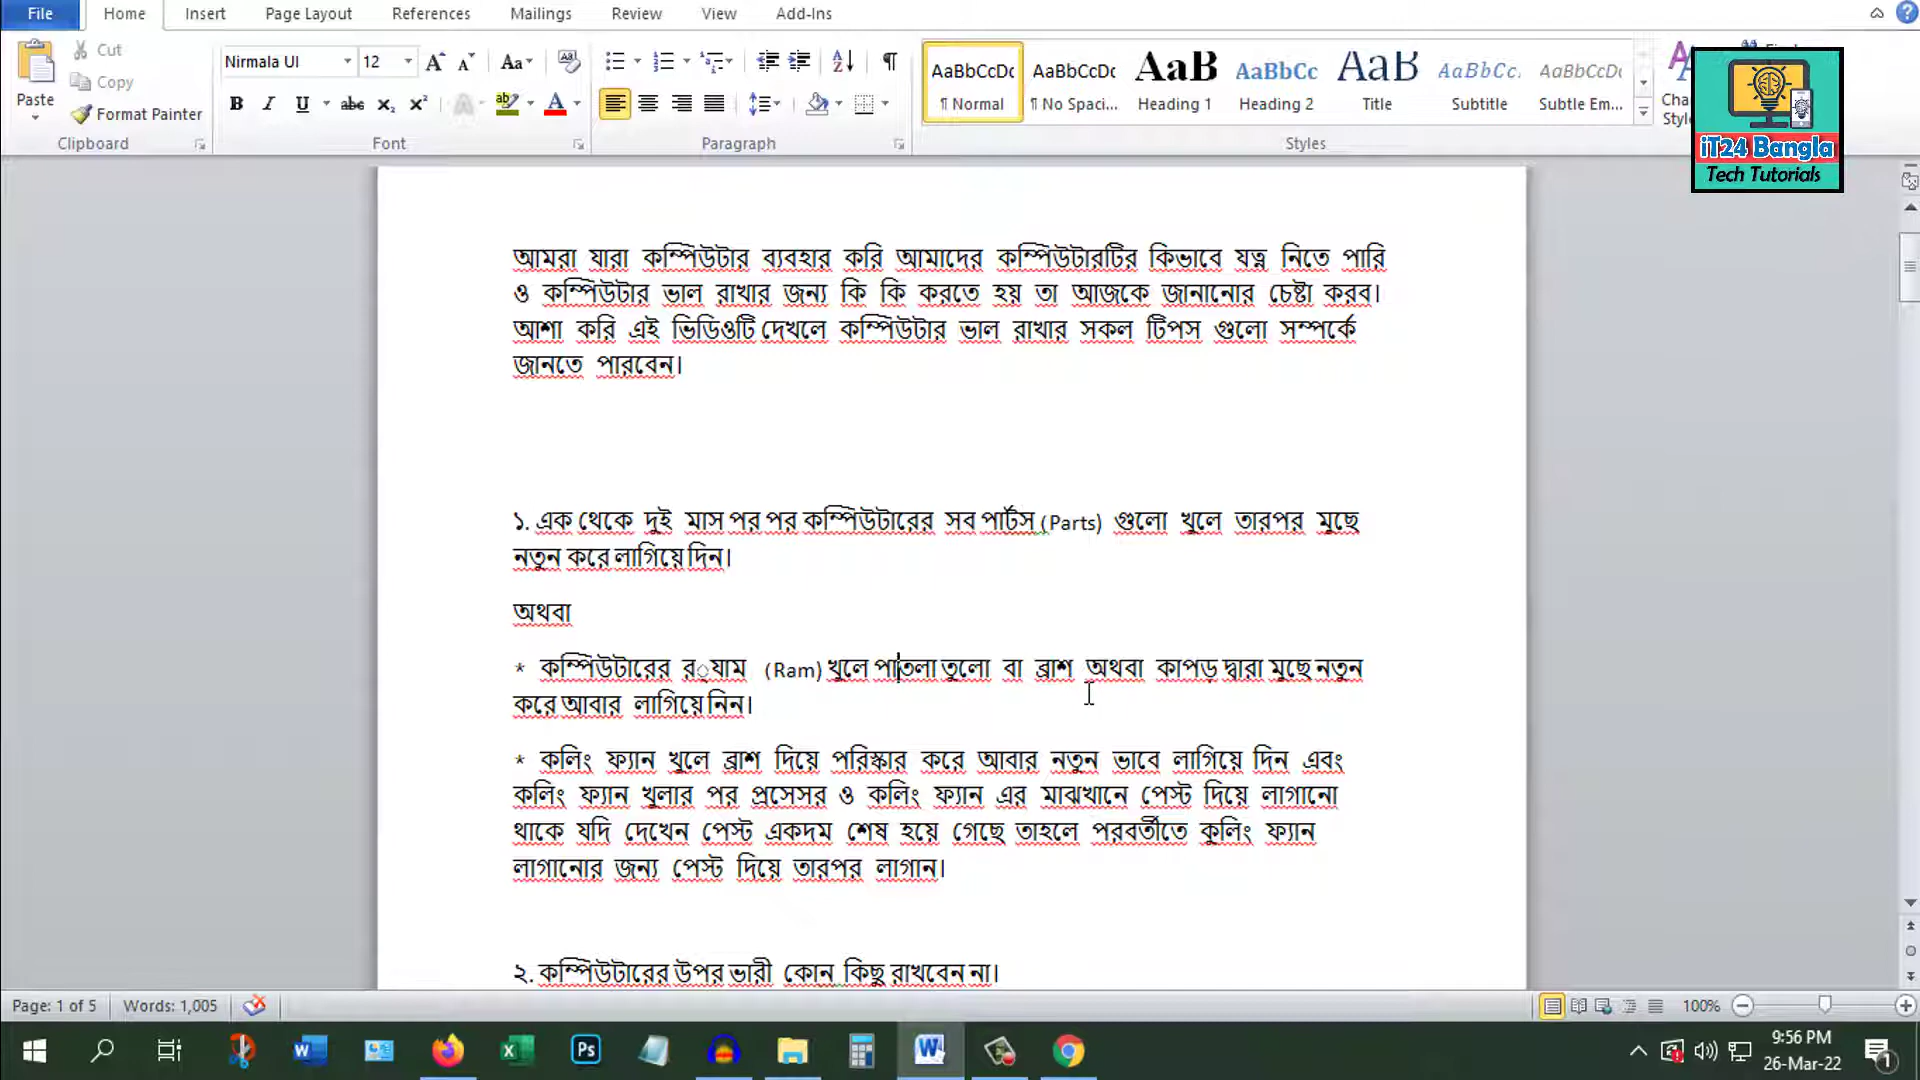 File Home Insert Page Layout References Mailings Review View Add-Ins
Cut
Copy
Format Painter
Paste
Clipboard
Nirmala UI 12
Font
Paragraph
AaBbCcDc AaBbCcDc AaB AaBbCc AaB AaBbCc. AaBbCcDc
¶ Normal ¶ No Spaci... Heading 1 Heading 2 Title Subtitle Subtle Em...
Styles
iT24 Bangla
Tech Tutorials
আমরা যারা কম্পিউটার ব্যবহার করি আমাদের কম্পিউটারটির কিভাবে যত্ন নিতে পারি
ও কম্পিউটার ভাল রাখার জন্য কি কি করতে হয় তা আজকে জানানোর চেষ্টা করব।
আশা করি এই ভিডিওটি দেখলে কম্পিউটার ভাল রাখার সকল টিপস গুলো সম্পর্কে
জানতে পারবেন।
১. এক থেকে দুই মাস পর পর কম্পিউটারের সব পার্টস (Parts) গুলো খুলে তারপর মুছে
নতুন করে লাগিয়ে দিন।
অথবা
* কম্পিউটারের র‌্যাম (Ram) খুলে পাতলা তুলো বা ব্রাশ অথবা কাপড় দ্বারা মুছে নতুন
করে আবার লাগিয়ে নিন।
* কলিং ফ্যান খুলে ব্রাশ দিয়ে পরিস্কার করে আবার নতুন ভাবে লাগিয়ে দিন এবং
কলিং ফ্যান খুলার পর প্রসেসর ও কলিং ফ্যান এর মাঝখানে পেস্ট দিয়ে লাগানো
থাকে যদি দেখেন পেস্ট একদম শেষ হয়ে গেছে তাহলে পরবর্তীতে কুলিং ফ্যান
লাগানোর জন্য পেস্ট দিয়ে তারপর লাগান।
২. কম্পিউটারের উপর ভারী কোন কিছু রাখবেন না।
Page: 1 of 5 Words: 1,005 100%
9:56 PM
26-Mar-22